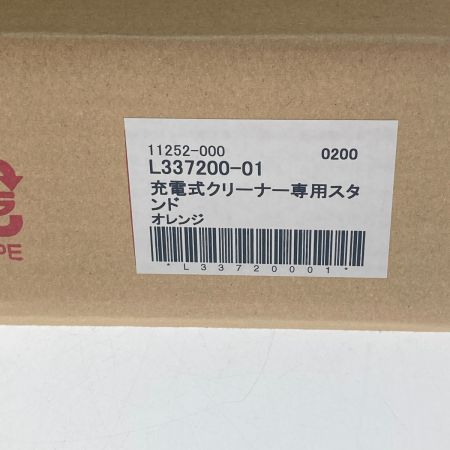 11252-000 0200
L337200-01
充電式クリーナー専用スタ
ンド
オレンジ
*L33720001*
PE